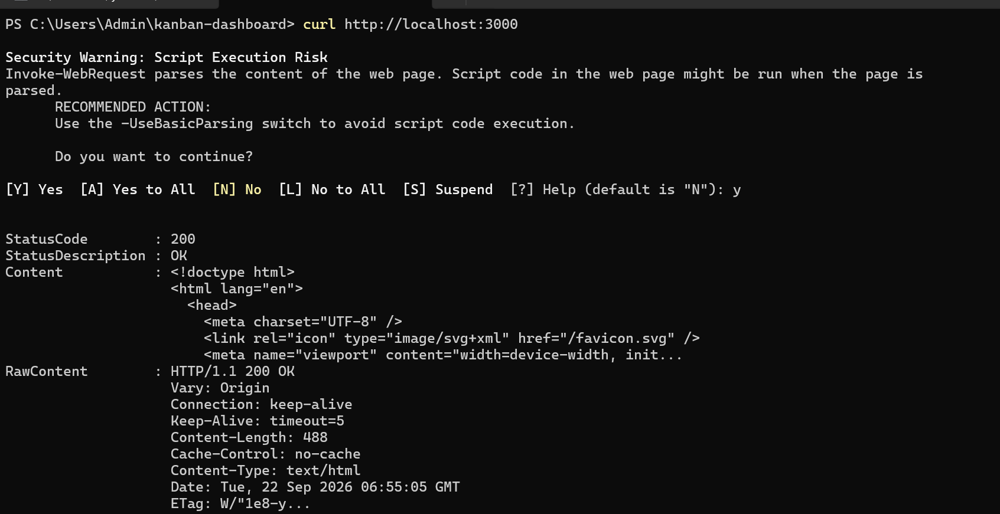 PS C:\Users\Admin\kanban-dashboard> curl http://localhost:3000
Security Warning: Script Execution Risk
Invoke-WebRequest parses the content of the web page. Script code in the web page might be run when the page is
parsed.
RECOMMENDED ACTION:
Use the -UseBasicParsing switch to avoid script code execution.
Do you want to continue?
[Y] Yes  [A] Yes to All  [N] No  [L] No to All  [S] Suspend  [?] Help (default is "N"): y
StatusCode        : 200
StatusDescription : OK
Content           : <!doctype html>
<html lang="en">
<head>
<meta charset="UTF-8" />
<link rel="icon" type="image/svg+xml" href="/favicon.svg" />
<meta name="viewport" content="width=device-width, init...
RawContent        : HTTP/1.1 200 OK
Vary: Origin
Connection: keep-alive
Keep-Alive: timeout=5
Content-Length: 488
Cache-Control: no-cache
Content-Type: text/html
Date: Tue, 22 Sep 2026 06:55:05 GMT
ETag: W/"1e8-y...